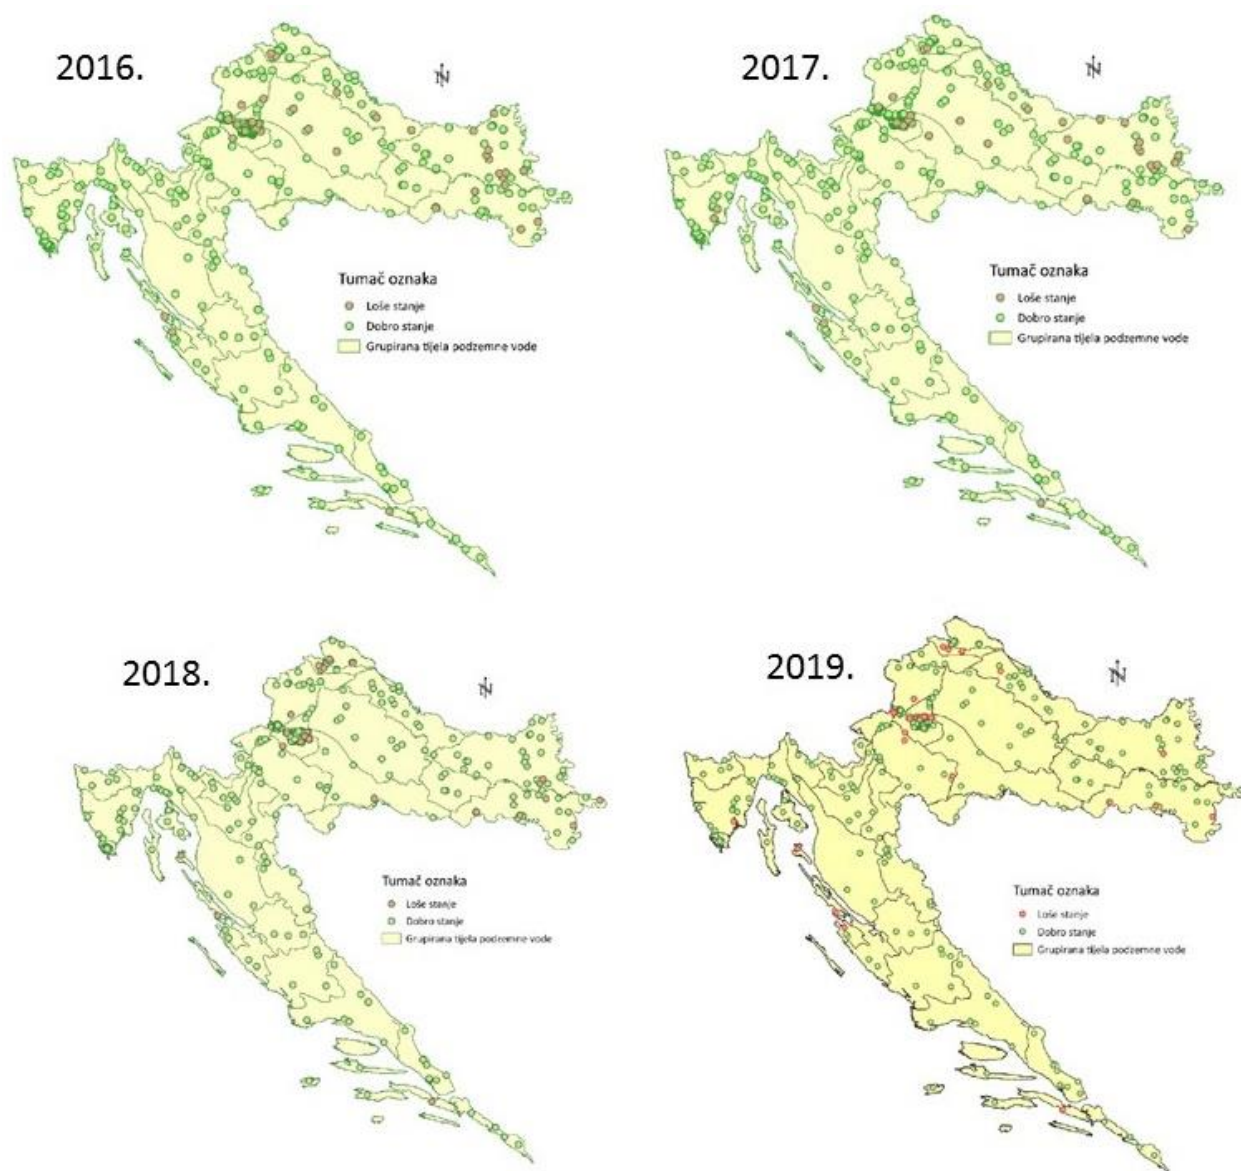 2016.
N
Tumač oznaka
Loše stanje
Dobro stanje
Grupirana tijela podzemne vode
2017.
N
Tumač oznaka
Loše stanje
Dobro stanje
Grupirana tijela podzemne vode
2018.
N
Tumač oznaka
Loše stanje
Dobro stanje
Grupirana tijela podzemne vode
2019.
N
Tumač oznaka
Loše stanje
Dobro stanje
Grupirana tijela podzemne vode